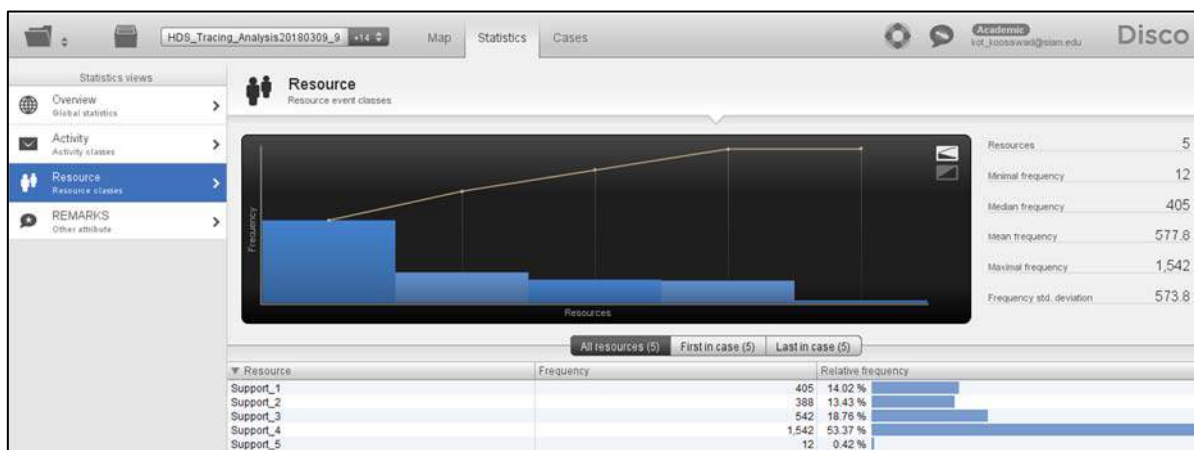 HDS_Tracing_Analysis20180309_9 +14 Map Statistics Cases Academic Disco
kot_koosawad@siam.edu
Statistics views
Overview
Global statistics
Activity
Activity classes
Resource
Resource classes
REMARKS
Other attribute
Resource
Resource event classes
Frequency
Resources
Resources 5
Minimal frequency 12
Median frequency 405
Mean frequency 577.8
Maximal frequency 1,542
Frequency std. deviation 573.8
All resources (5) First in case (5) Last in case (5)
▼ Resource Frequency Relative frequency
Support_1 405 14.02 %
Support_2 388 13.43 %
Support_3 542 18.76 %
Support_4 1,542 53.37 %
Support_5 12 0.42 %